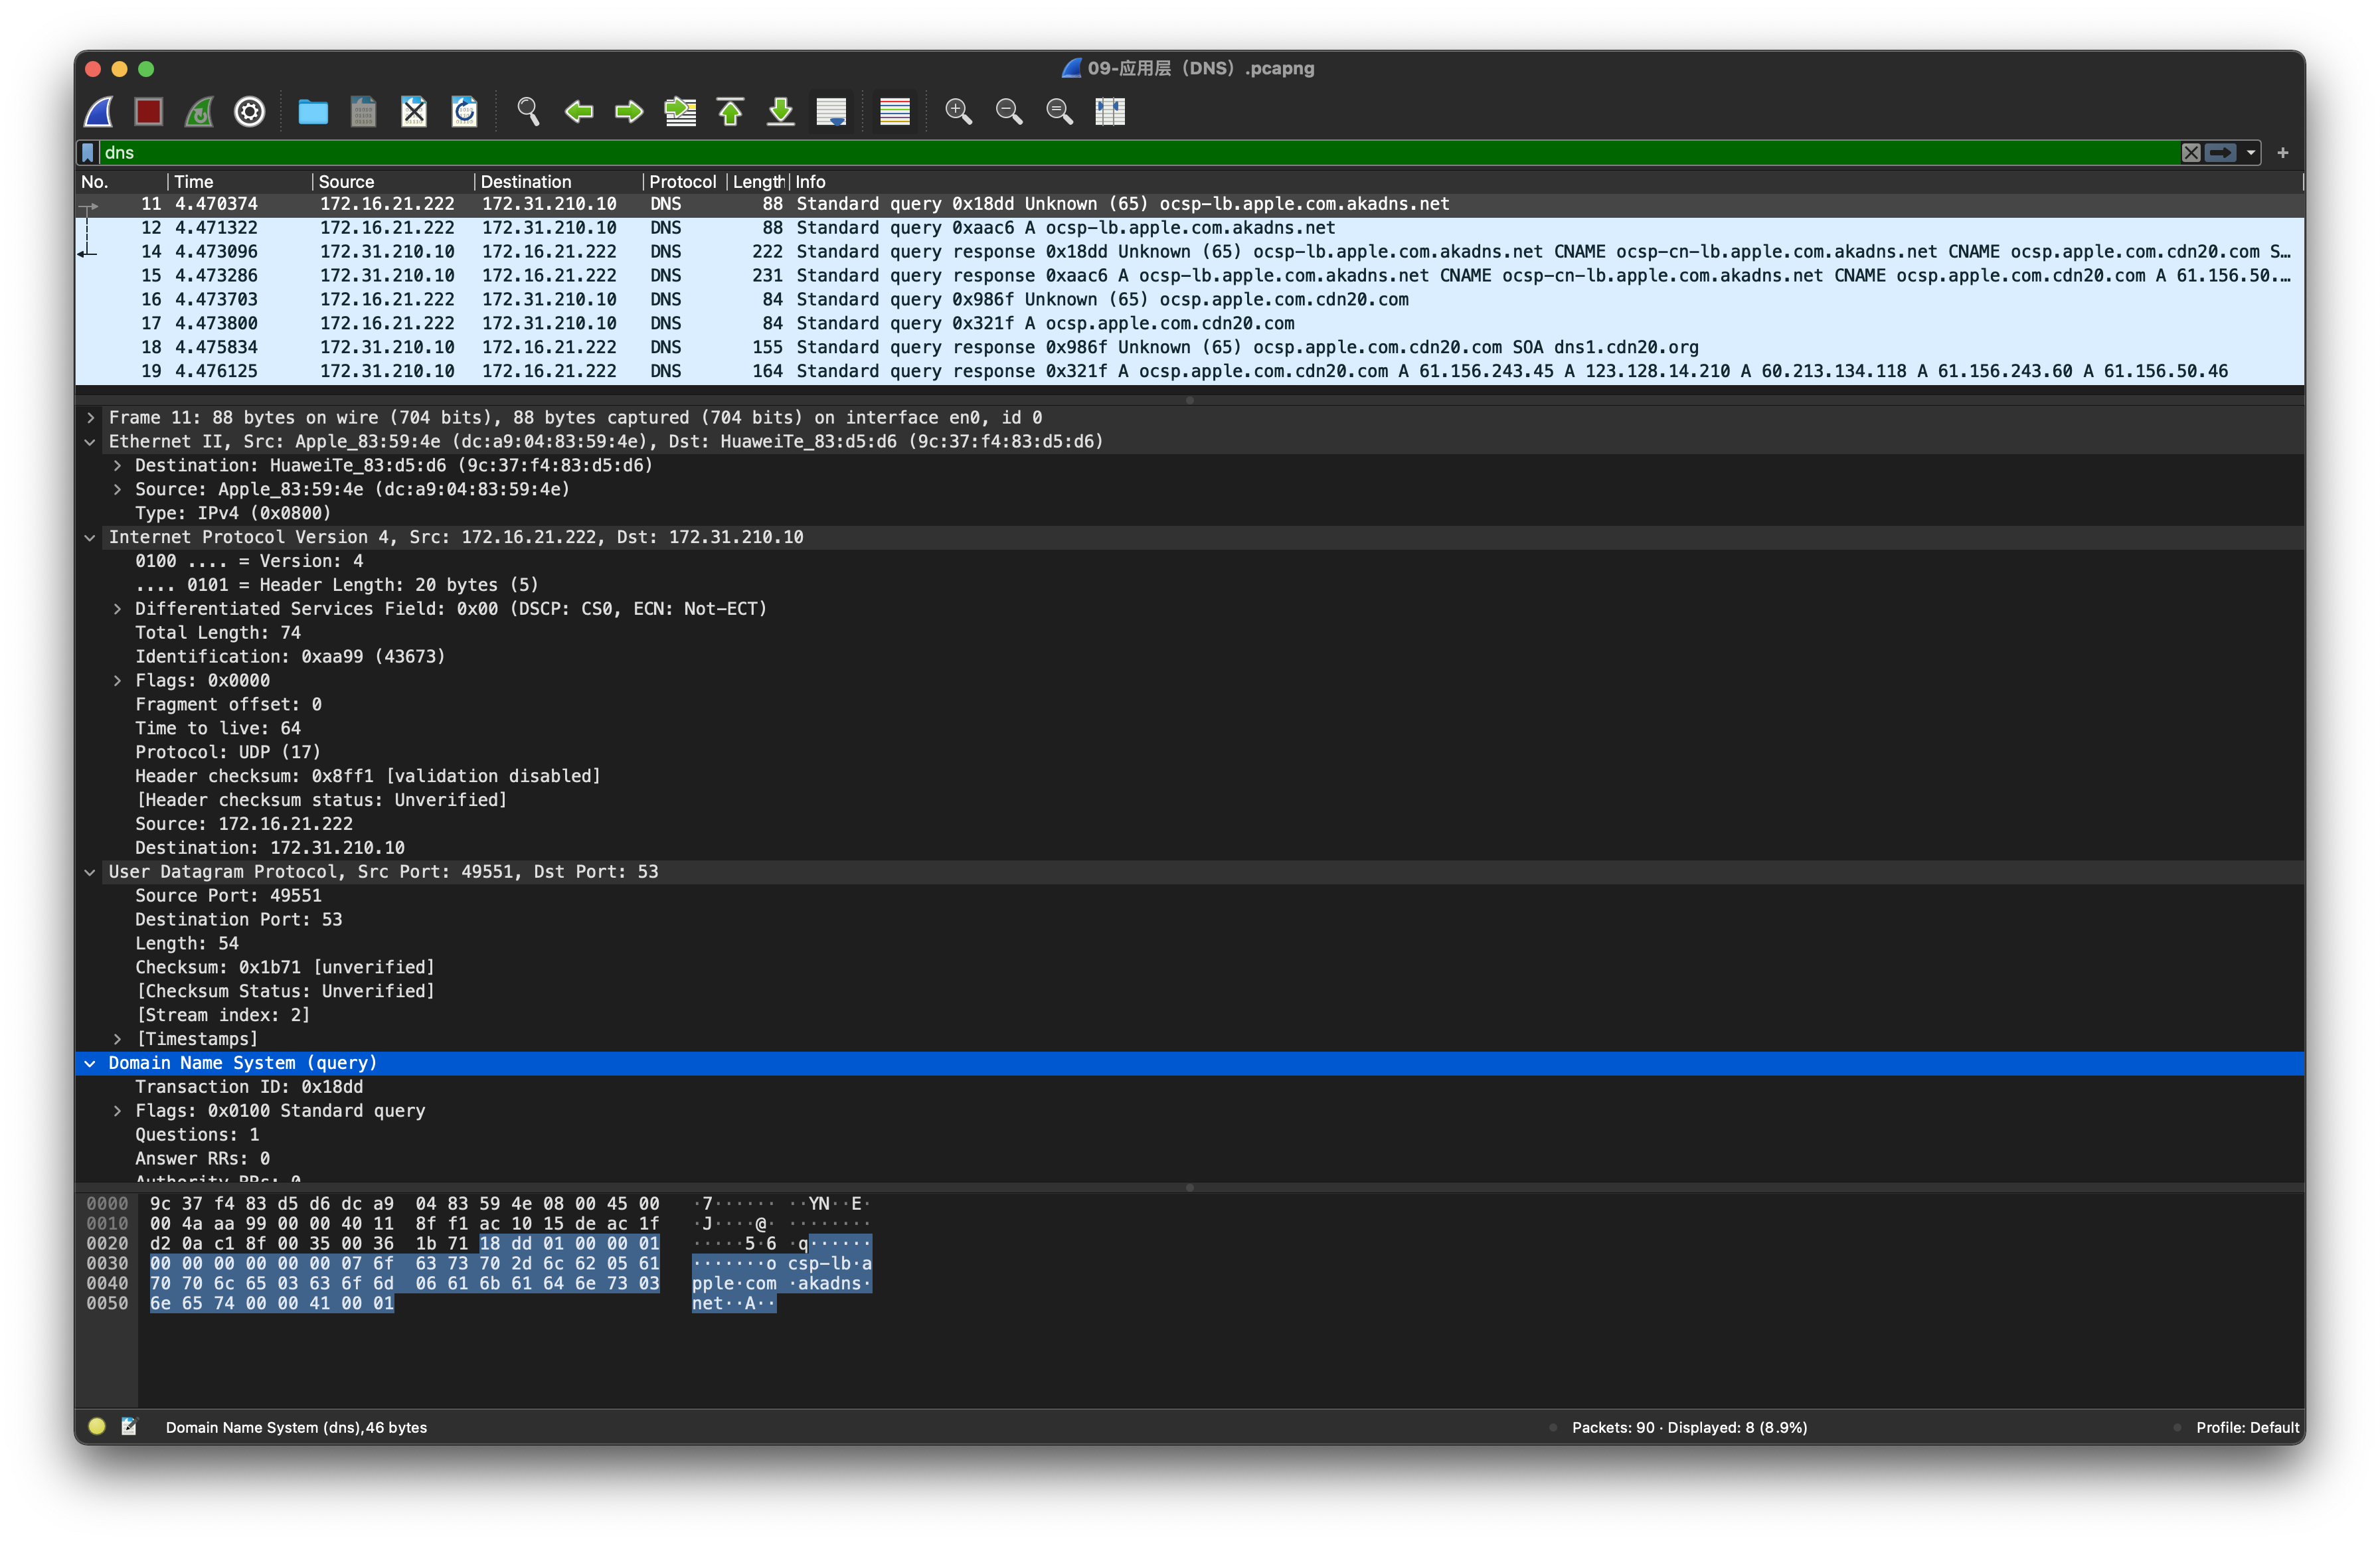 09-应用层（DNS）.pcapng
dns
No. Time Source Destination Protocol Length Info
11 4.470374 172.16.21.222 172.31.210.10 DNS 88 Standard query 0x18dd Unknown (65) ocsp-lb.apple.com.akadns.net
12 4.471322 172.16.21.222 172.31.210.10 DNS 88 Standard query 0xaac6 A ocsp-lb.apple.com.akadns.net
14 4.473096 172.31.210.10 172.16.21.222 DNS 222 Standard query response 0x18dd Unknown (65) ocsp-lb.apple.com.akadns.net CNAME ocsp-cn-lb.apple.com.akadns.net CNAME ocsp.apple.com.cdn20.com S…
15 4.473286 172.31.210.10 172.16.21.222 DNS 231 Standard query response 0xaac6 A ocsp-lb.apple.com.akadns.net CNAME ocsp-cn-lb.apple.com.akadns.net CNAME ocsp.apple.com.cdn20.com A 61.156.50.…
16 4.473703 172.16.21.222 172.31.210.10 DNS 84 Standard query 0x986f Unknown (65) ocsp.apple.com.cdn20.com
17 4.473800 172.16.21.222 172.31.210.10 DNS 84 Standard query 0x321f A ocsp.apple.com.cdn20.com
18 4.475834 172.31.210.10 172.16.21.222 DNS 155 Standard query response 0x986f Unknown (65) ocsp.apple.com.cdn20.com SOA dns1.cdn20.org
19 4.476125 172.31.210.10 172.16.21.222 DNS 164 Standard query response 0x321f A ocsp.apple.com.cdn20.com A 61.156.243.45 A 123.128.14.210 A 60.213.134.118 A 61.156.243.60 A 61.156.50.46
Frame 11: 88 bytes on wire (704 bits), 88 bytes captured (704 bits) on interface en0, id 0
Ethernet II, Src: Apple_83:59:4e (dc:a9:04:83:59:4e), Dst: HuaweiTe_83:d5:d6 (9c:37:f4:83:d5:d6)
Destination: HuaweiTe_83:d5:d6 (9c:37:f4:83:d5:d6)
Source: Apple_83:59:4e (dc:a9:04:83:59:4e)
Type: IPv4 (0x0800)
Internet Protocol Version 4, Src: 172.16.21.222, Dst: 172.31.210.10
0100 .... = Version: 4
.... 0101 = Header Length: 20 bytes (5)
Differentiated Services Field: 0x00 (DSCP: CS0, ECN: Not-ECT)
Total Length: 74
Identification: 0xaa99 (43673)
Flags: 0x0000
Fragment offset: 0
Time to live: 64
Protocol: UDP (17)
Header checksum: 0x8ff1 [validation disabled]
[Header checksum status: Unverified]
Source: 172.16.21.222
Destination: 172.31.210.10
User Datagram Protocol, Src Port: 49551, Dst Port: 53
Source Port: 49551
Destination Port: 53
Length: 54
Checksum: 0x1b71 [unverified]
[Checksum Status: Unverified]
[Stream index: 2]
[Timestamps]
Domain Name System (query)
Transaction ID: 0x18dd
Flags: 0x0100 Standard query
Questions: 1
Answer RRs: 0
Authority RRs: 0
0000 9c 37 f4 83 d5 d6 dc a9 04 83 59 4e 08 00 45 00 ·7······ ··YN··E·
0010 00 4a aa 99 00 00 40 11 8f f1 ac 10 15 de ac 1f ·J····@· ········
0020 d2 0a c1 8f 00 35 00 36 1b 71 18 dd 01 00 00 01 ·····5·6 ·q······
0030 00 00 00 00 00 00 07 6f 63 73 70 2d 6c 62 05 61 ·······o csp-lb·a
0040 70 70 6c 65 03 63 6f 6d 06 61 6b 61 64 6e 73 03 pple·com ·akadns·
0050 6e 65 74 00 00 41 00 01 net··A··
Domain Name System (dns), 46 bytes Packets: 90 · Displayed: 8 (8.9%) Profile: Default